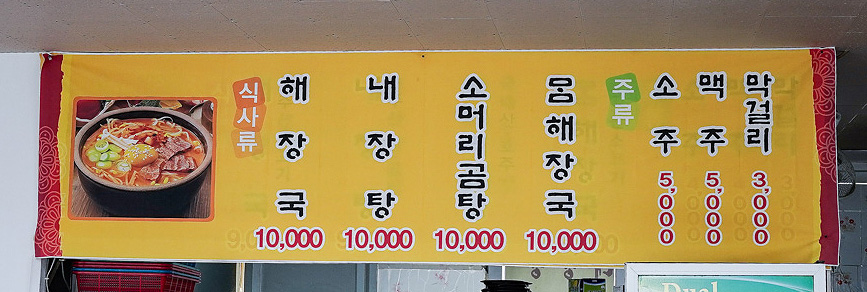 식사류
해장국
10,000
내장탕
10,000
소머리곰탕
10,000
뭄해장국
10,000
주류
소주
5,000
맥주
5,000
막걸리
3,000
Dual